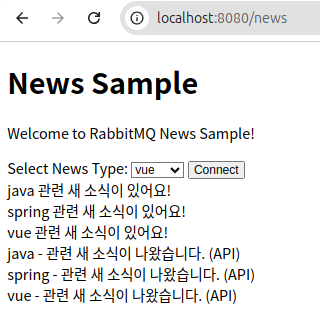 localhost:8080/news
News Sample
Welcome to RabbitMQ News Sample!
Select News Type: vue Connect
java 관련 새 소식이 있어요!
spring 관련 새 소식이 있어요!
vue 관련 새 소식이 있어요!
java - 관련 새 소식이 나왔습니다. (API)
spring - 관련 새 소식이 나왔습니다. (API)
vue - 관련 새 소식이 나왔습니다. (API)